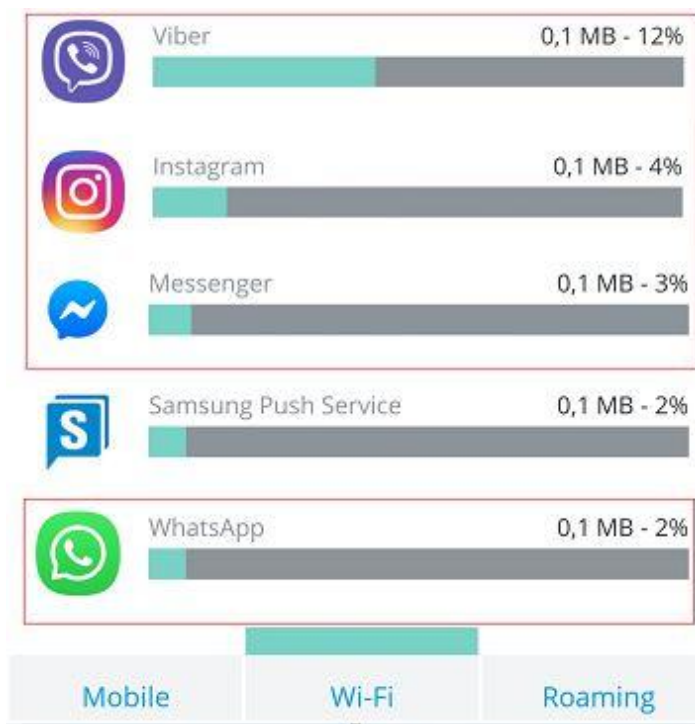 Viber 0,1 MB - 12%
Instagram 0,1 MB - 4%
Messenger 0,1 MB - 3%
S
Samsung Push Service 0,1 MB - 2%
WhatsApp 0,1 MB - 2%
Mobile Wi-Fi Roaming